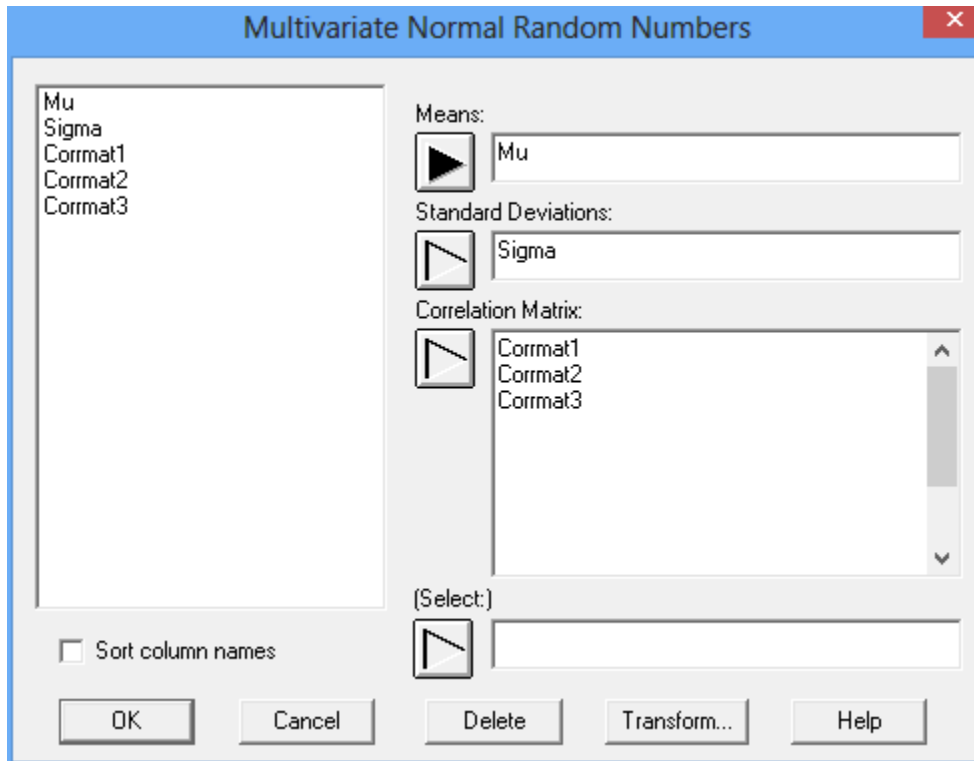 Multivariate Normal Random Numbers
Mu
Sigma
Corrmat1
Corrmat2
Corrmat3
Sort column names
Means:
Mu
Standard Deviations:
Sigma
Correlation Matrix:
Corrmat1
Corrmat2
Corrmat3
(Select:)
OK
Cancel
Delete
Transform...
Help